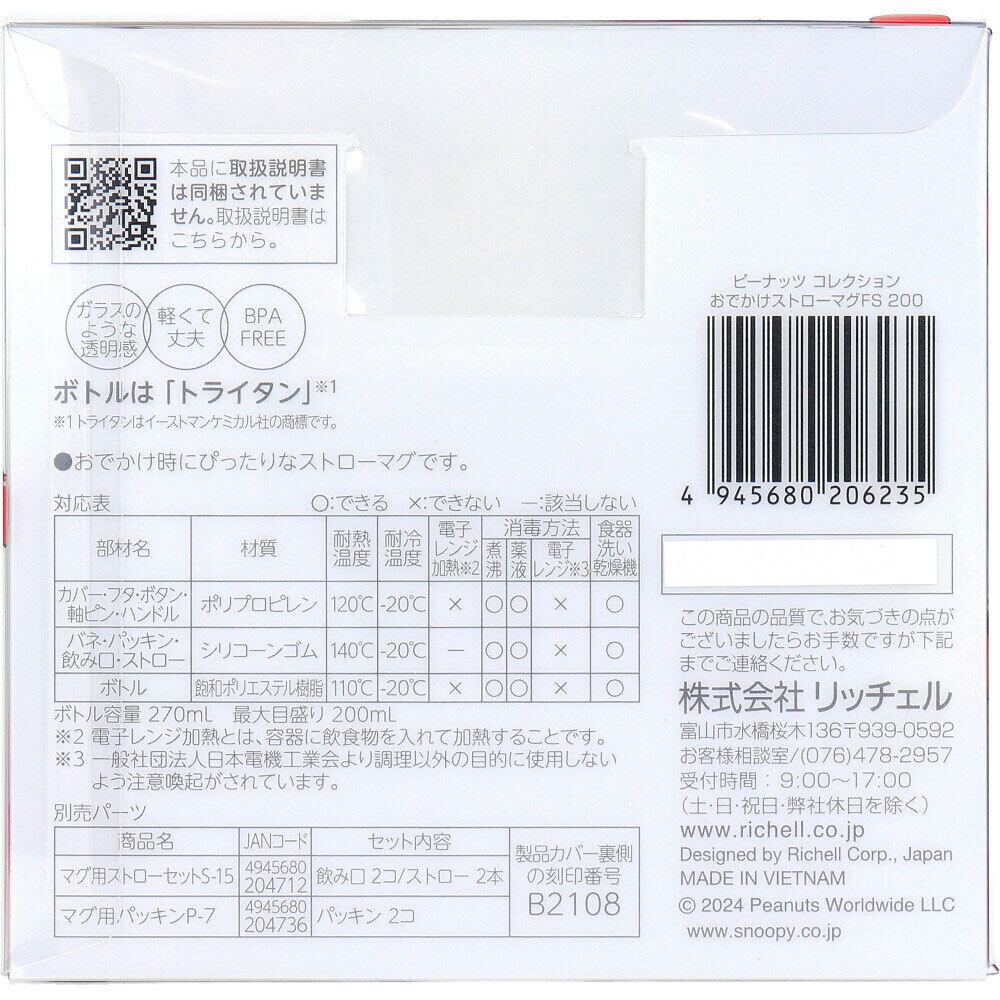 本品に取扱説明書
は同梱されていま
せん。取扱説明書は
こちらから。
ガラスの
ような
透明感
軽くて
丈夫
BPA
FREE
ボトルは「トライタン」※1
※1トライタンはイーストマンケミカル社の商標です。
●おでかけ時にぴったりなストローマグです。
対応表 〇:できる ×:できない －:該当しない
部材名 材質 耐熱温度 耐冷温度 電子レンジ加熱※2 消毒方法 煮沸 薬液 電子レンジ※3 食器洗い乾燥機
カバー・フタ・ボタン・軸ピン・ハンドル ポリプロピレン 120℃ -20℃ × 〇 〇 × 〇
バネ・パッキン・飲み口・ストロー シリコーンゴム 140℃ -20℃ － 〇 〇 × 〇
ボトル 飽和ポリエステル樹脂 110℃ -20℃ × 〇 〇 × 〇
ボトル容量 270mL 最大目盛り 200mL
※2 電子レンジ加熱とは、容器に飲食物を入れて加熱することです。
※3 一般社団法人日本電機工業会より調理以外の目的に使用しない
よう注意喚起がされています。
別売パーツ
商品名 JANコード セット内容 製品カバー裏側の刻印番号
マグ用ストローセットS-15 4945680204712 飲み口 2コ/ストロー 2本 B2108
マグ用パッキンP-7 4945680204736 パッキン 2コ
ピーナッツ コレクション
おでかけストローマグFS 200
4 945680 206235
この商品の品質で、お気づきの点が
ございましたらお手数ですが下記
までご連絡ください。
株式会社 リッチェル
富山市水橋桜木136〒939-0592
お客様相談室/(076)478-2957
受付時間：9:00～17:00
(土・日・祝日・弊社休日を除く)
www.richell.co.jp
Designed by Richell Corp., Japan
MADE IN VIETNAM
© 2024 Peanuts Worldwide LLC
www.snoopy.co.jp